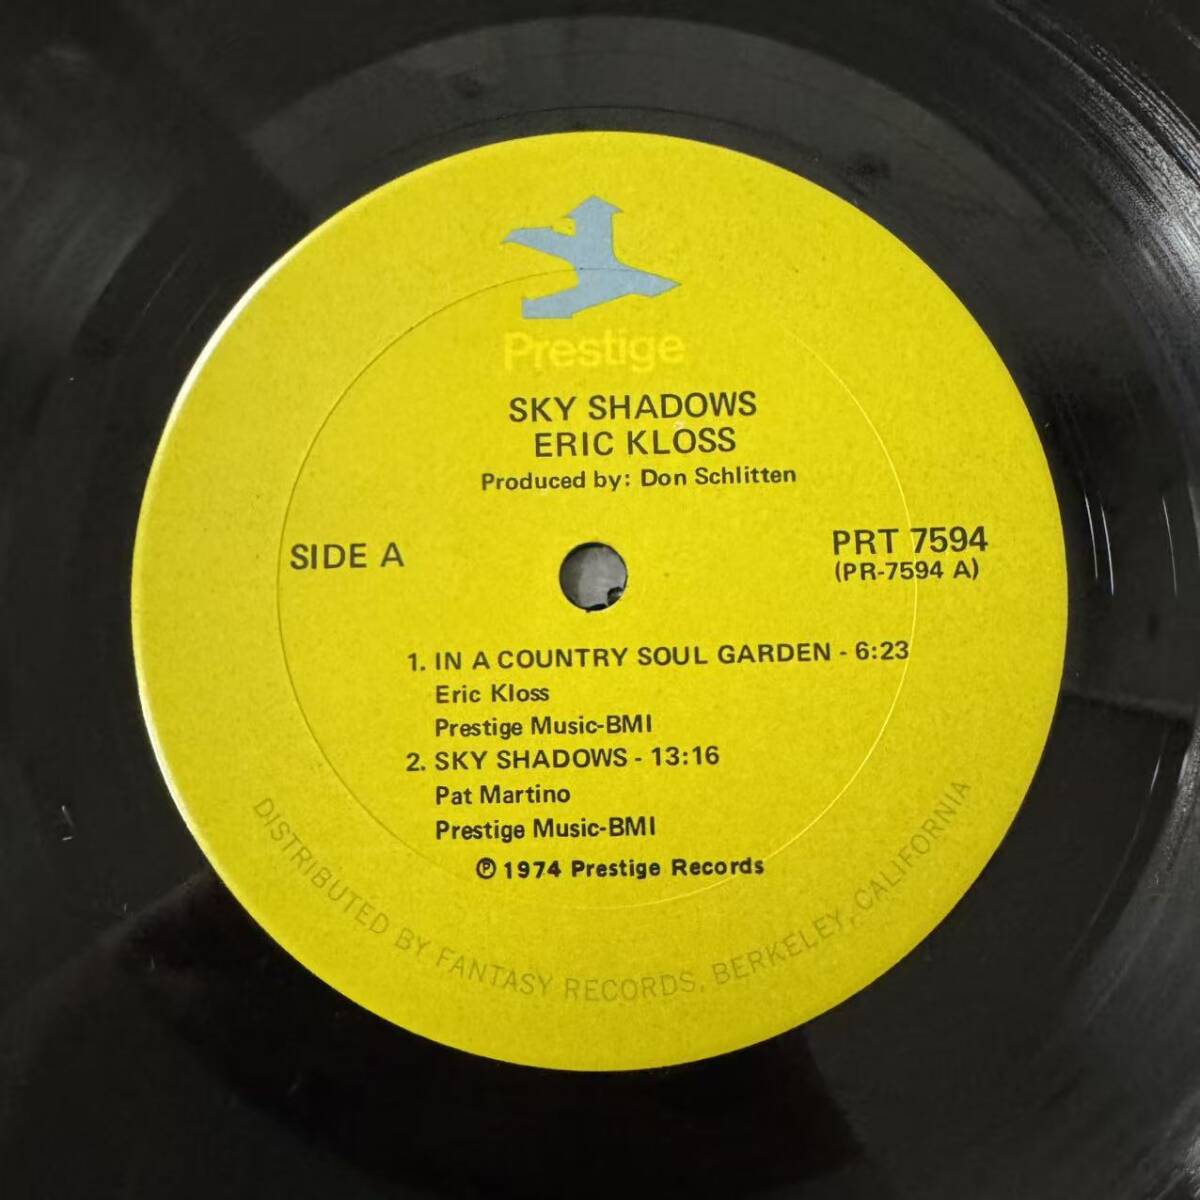 Prestige
SKY SHADOWS
ERIC KLOSS
Produced by: Don Schlitten
SIDE A
PRT 7594
(PR-7594 A)
1. IN A COUNTRY SOUL GARDEN - 6:23
Eric Kloss
Prestige Music-BMI
2. SKY SHADOWS - 13:16
Pat Martino
Prestige Music-BMI
℗ 1974 Prestige Records
DISTRIBUTED BY FANTASY RECORDS, BERKELEY, CALIFORNIA